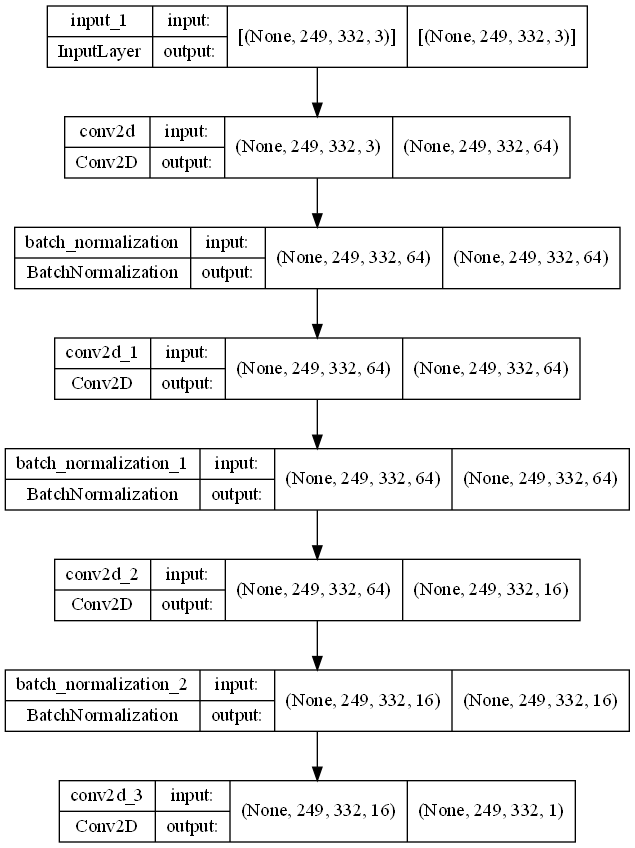 input_1 input: [(None, 249, 332, 3)] [(None, 249, 332, 3)]
InputLayer output:
conv2d input: (None, 249, 332, 3) (None, 249, 332, 64)
Conv2D output:
batch_normalization input: (None, 249, 332, 64) (None, 249, 332, 64)
BatchNormalization output:
conv2d_1 input: (None, 249, 332, 64) (None, 249, 332, 64)
Conv2D output:
batch_normalization_1 input: (None, 249, 332, 64) (None, 249, 332, 64)
BatchNormalization output:
conv2d_2 input: (None, 249, 332, 64) (None, 249, 332, 16)
Conv2D output:
batch_normalization_2 input: (None, 249, 332, 16) (None, 249, 332, 16)
BatchNormalization output:
conv2d_3 input: (None, 249, 332, 16) (None, 249, 332, 1)
Conv2D output: